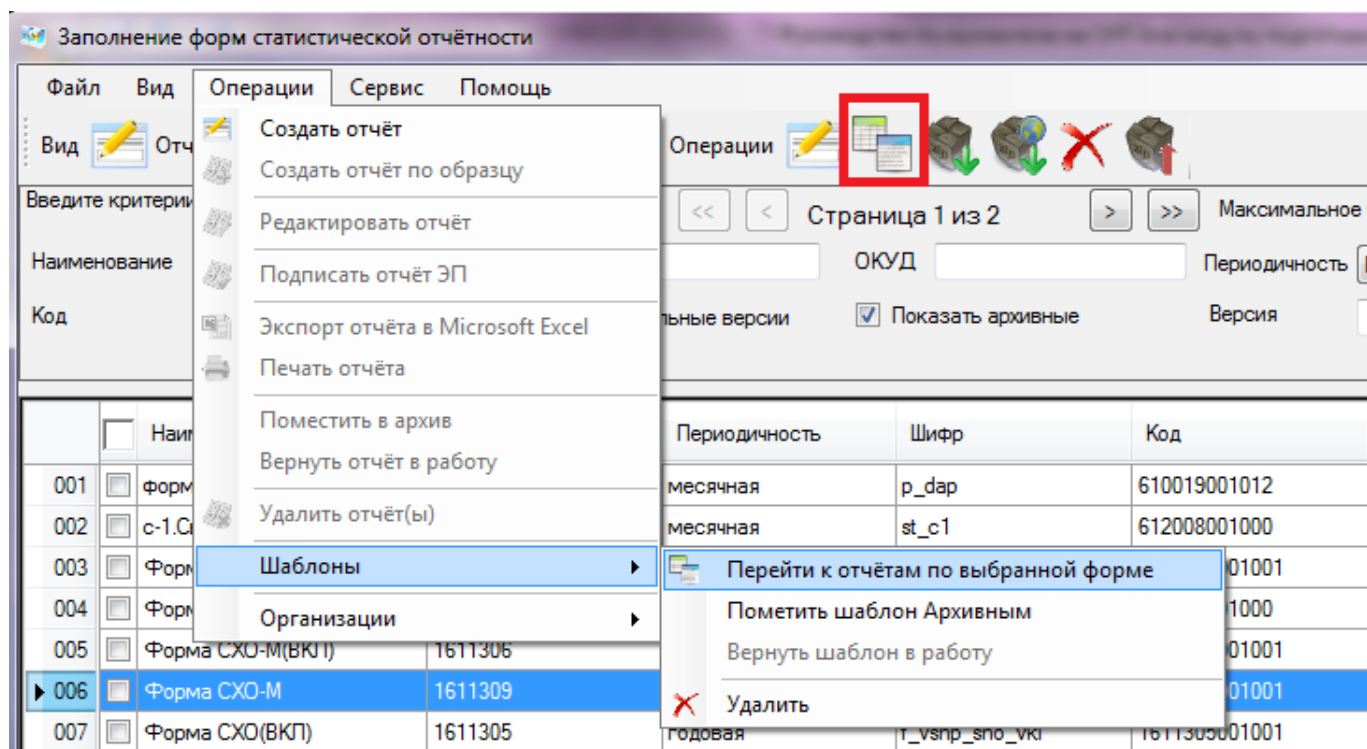 Заполнение форм статистической отчётности
Файл Вид Операции Сервис Помощь
Вид Отч Операции
Создать отчёт
Создать отчёт по образцу
Редактировать отчёт
Подписать отчёт ЭП
Экспорт отчёта в Microsoft Excel
Печать отчёта
Поместить в архив
Вернуть отчёт в работу
Удалить отчёт(ы)
Шаблоны
Организации
Перейти к отчётам по выбранной форме
Пометить шаблон Архивным
Вернуть шаблон в работу
Удалить
Введите критерии << < Страница 1 из 2 > >> Максимальное
Наименование ОКУД Периодичность
Код льные версии Показать архивные Версия
Наим Периодичность Шифр Код
001 форм месячная p_dap 610019001012
002 с-1.Св месячная st_c1 612008001000
003 Форм 01001
004 Форм 1000
005 Форма СХО-М(ВКП) 1611306 01001
006 Форма СХО-М 1611309 01001
007 Форма СХО(ВКП) 1611305 годовая f_vsnp_sho_vkl 1611305001001